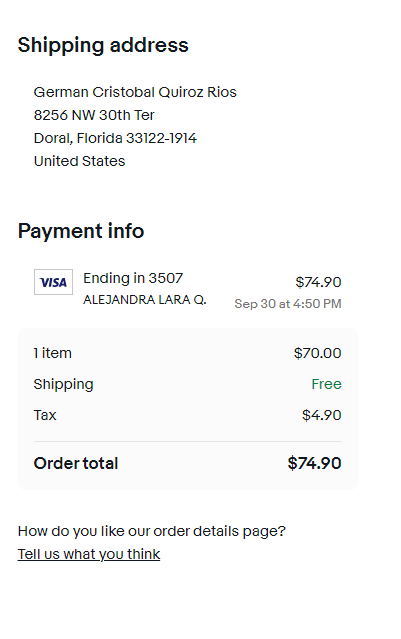 Shipping address
German Cristobal Quiroz Rios
8256 NW 30th Ter
Doral, Florida 33122-1914
United States
Payment info
VISA
Ending in 3507
$74.90
ALEJANDRA LARA Q.
Sep 30 at 4:50 PM
1 item $70.00
Shipping Free
Tax $4.90
Order total $74.90
How do you like our order details page?
Tell us what you think